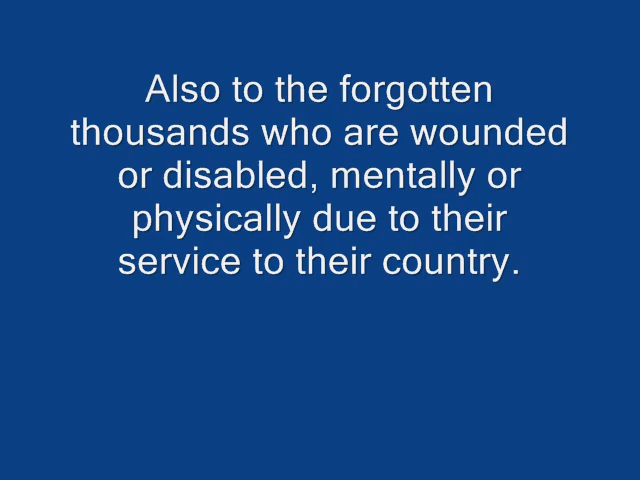 Also to the forgotten
thousands who are wounded
or disabled, mentally or
physically due to their
service to their country.